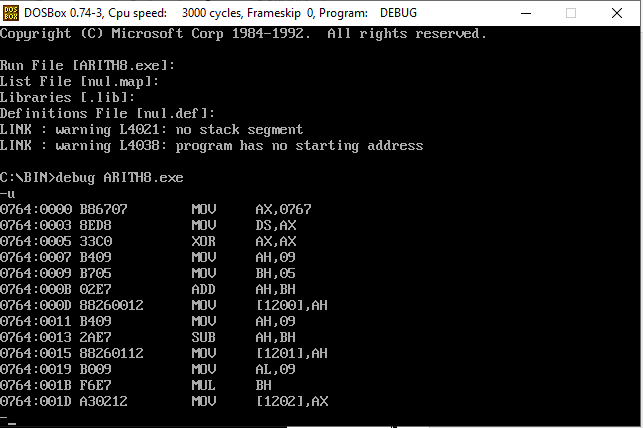 DOSBox 0.74-3, Cpu speed: 3000 cycles, Frameskip 0, Program: DEBUG
Copyright (C) Microsoft Corp 1984-1992. All rights reserved.
Run File [ARITH8.exe]:
List File [nul.map]:
Libraries [.lib]:
Definitions File [nul.def]:
LINK : warning L4021: no stack segment
LINK : warning L4038: program has no starting address
C:\BIN>debug ARITH8.exe
-u
0764:0000 B86707 MOV AX,0767
0764:0003 8ED8 MOV DS,AX
0764:0005 33C0 XOR AX,AX
0764:0007 B409 MOV AH,09
0764:0009 B705 MOV BH,05
0764:000B 02E7 ADD AH,BH
0764:000D 88260012 MOV [1200],AH
0764:0011 B409 MOV AH,09
0764:0013 2AE7 SUB AH,BH
0764:0015 88260112 MOV [1201],AH
0764:0019 B009 MOV AL,09
0764:001B F6E7 MUL BH
0764:001D A30212 MOV [1202],AX
-_